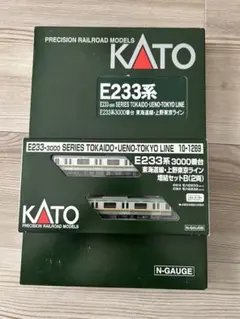 PRECISION RAILROAD MODELS
KATO
E233系
E233-3000 SERIES TOKAIDO・UENO-TOKYO LINE
E233系3000番台 東海道線・上野東京ライン
E233-3000 SERIES TOKAIDO・UENO-TOKYO LINE 10-1269
E233系3000番台
東海道線・上野東京ライン
増結セットB(2両)
KATO
PRECISION RAILROAD MODELS
N-GAUGE